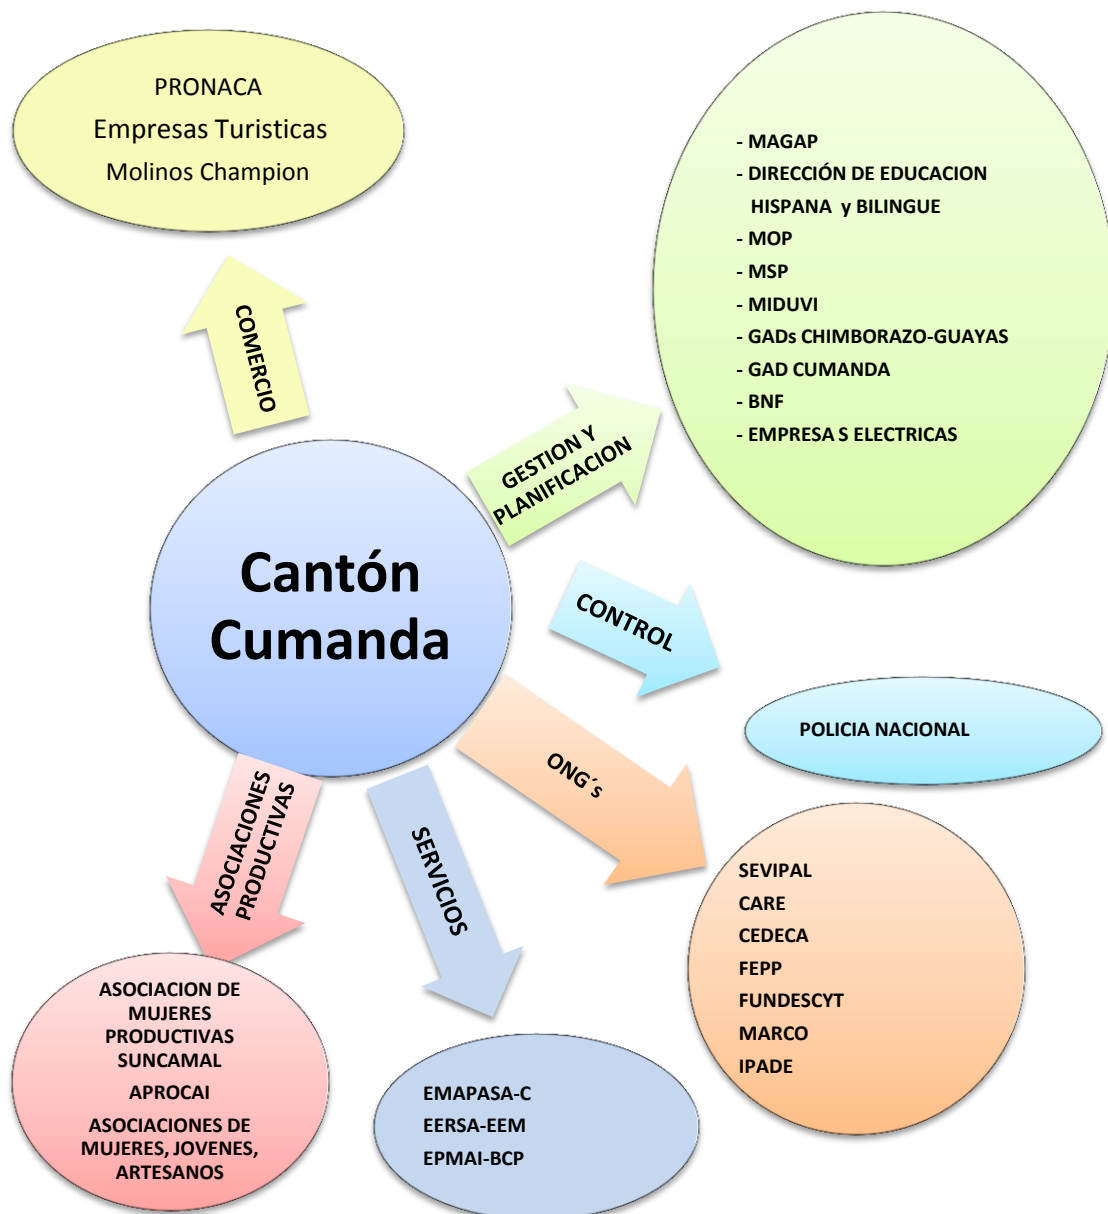 PRONACA
Empresas Turisticas
Molinos Champion
COMERCIO
- MAGAP
- DIRECCIÓN DE EDUCACION
HISPANA y BILINGUE
- MOP
- MSP
- MIDUVI
- GADs CHIMBORAZO-GUAYAS
- GAD CUMANDA
- BNF
- EMPRESA S ELECTRICAS
GESTION Y
PLANIFICACION
Cantón
Cumanda
CONTROL
POLICIA NACIONAL
ONG´s
SEVIPAL
CARE
CEDECA
FEPP
FUNDESCYT
MARCO
IPADE
SERVICIOS
EMAPASA-C
EERSA-EEM
EPMAI-BCP
ASOCIACIONES
PRODUCTIVAS
ASOCIACION DE
MUJERES
PRODUCTIVAS
SUNCAMAL
APROCAI
ASOCIACIONES DE
MUJERES, JOVENES,
ARTESANOS